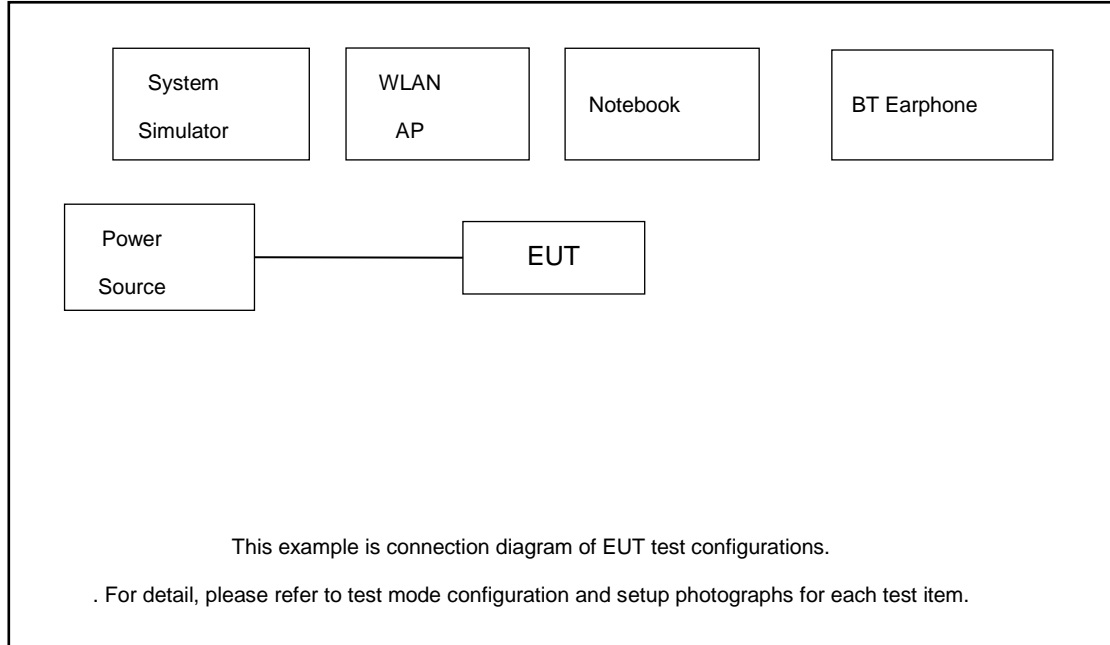 System
Simulator
WLAN
AP
Notebook
BT Earphone
Power
Source
EUT
This example is connection diagram of EUT test configurations.
. For detail, please refer to test mode configuration and setup photographs for each test item.